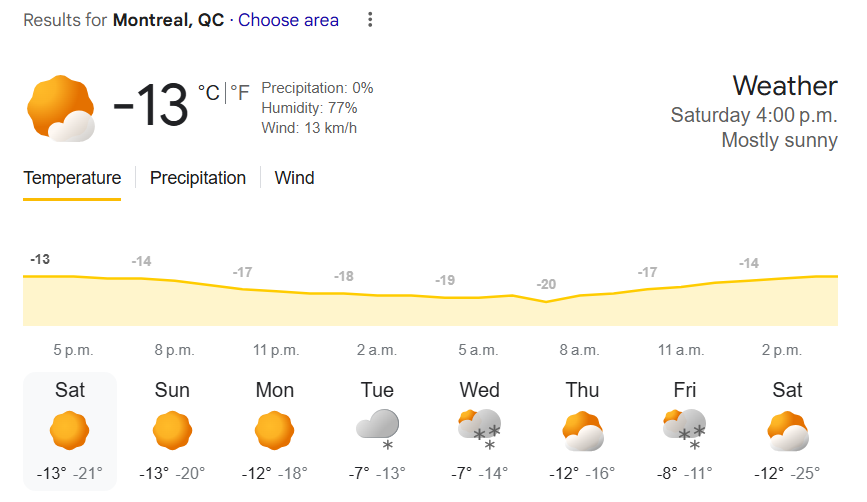 Results for Montreal, QC · Choose area
-13 °C | °F
Precipitation: 0%
Humidity: 77%
Wind: 13 km/h
Weather
Saturday 4:00 p.m.
Mostly sunny
Temperature Precipitation Wind
-13 -14 -17 -18 -19 -20 -17 -14
5 p.m. 8 p.m. 11 p.m. 2 a.m. 5 a.m. 8 a.m. 11 a.m. 2 p.m.
Sat Sun Mon Tue Wed Thu Fri Sat
-13° -21° -13° -20° -12° -18° -7° -13° -7° -14° -12° -16° -8° -11° -12° -25°